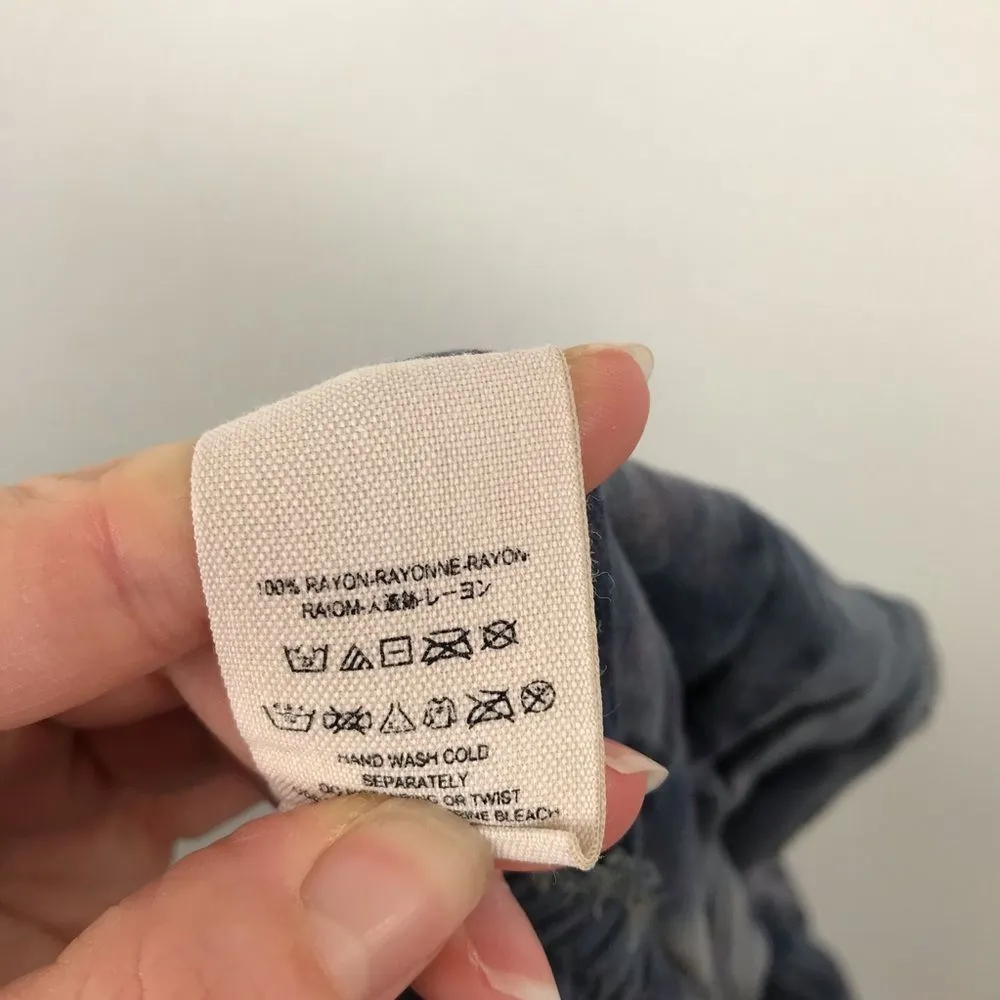 100% RAYON-RAYONNE-RAYON-
RAIOM-人造絲-レーヨン
HAND WASH COLD
SEPARATELY
OR TWIST
BLEACH